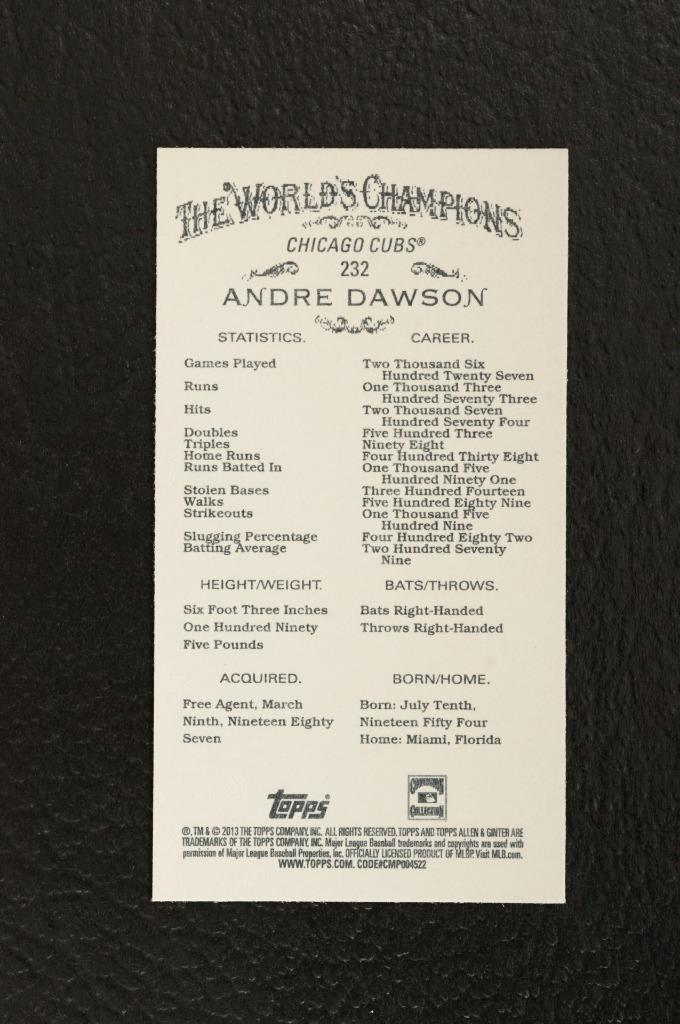 THE WORLD'S CHAMPIONS
CHICAGO CUBS®
232
ANDRE DAWSON
STATISTICS. CAREER.
Games Played Two Thousand Six
Hundred Twenty Seven
Runs One Thousand Three
Hundred Seventy Three
Hits Two Thousand Seven
Hundred Seventy Four
Doubles Five Hundred Three
Triples Ninety Eight
Home Runs Four Hundred Thirty Eight
Runs Batted In One Thousand Five
Hundred Ninety One
Stolen Bases Three Hundred Fourteen
Walks Five Hundred Eighty Nine
Strikeouts One Thousand Five
Hundred Nine
Slugging Percentage Four Hundred Eighty Two
Batting Average Two Hundred Seventy
Nine
HEIGHT/WEIGHT. BATS/THROWS.
Six Foot Three Inches Bats Right-Handed
One Hundred Ninety Throws Right-Handed
Five Pounds
ACQUIRED. BORN/HOME.
Free Agent, March Born: July Tenth,
Ninth, Nineteen Eighty Nineteen Fifty Four
Seven Home: Miami, Florida
Topps® COOPERSTOWN
COLLECTION
®, TM & © 2013 THE TOPPS COMPANY, INC. ALL RIGHTS RESERVED. TOPPS AND TOPPS ALLEN & GINTER ARE
TRADEMARKS OF THE TOPPS COMPANY, INC. Major League Baseball trademarks and copyrights are used with
permission of Major League Baseball Properties, Inc. OFFICIALLY LICENSED PRODUCT OF MLBP. Visit MLB.com.
WWW.TOPPS.COM. CODE#CMP004522